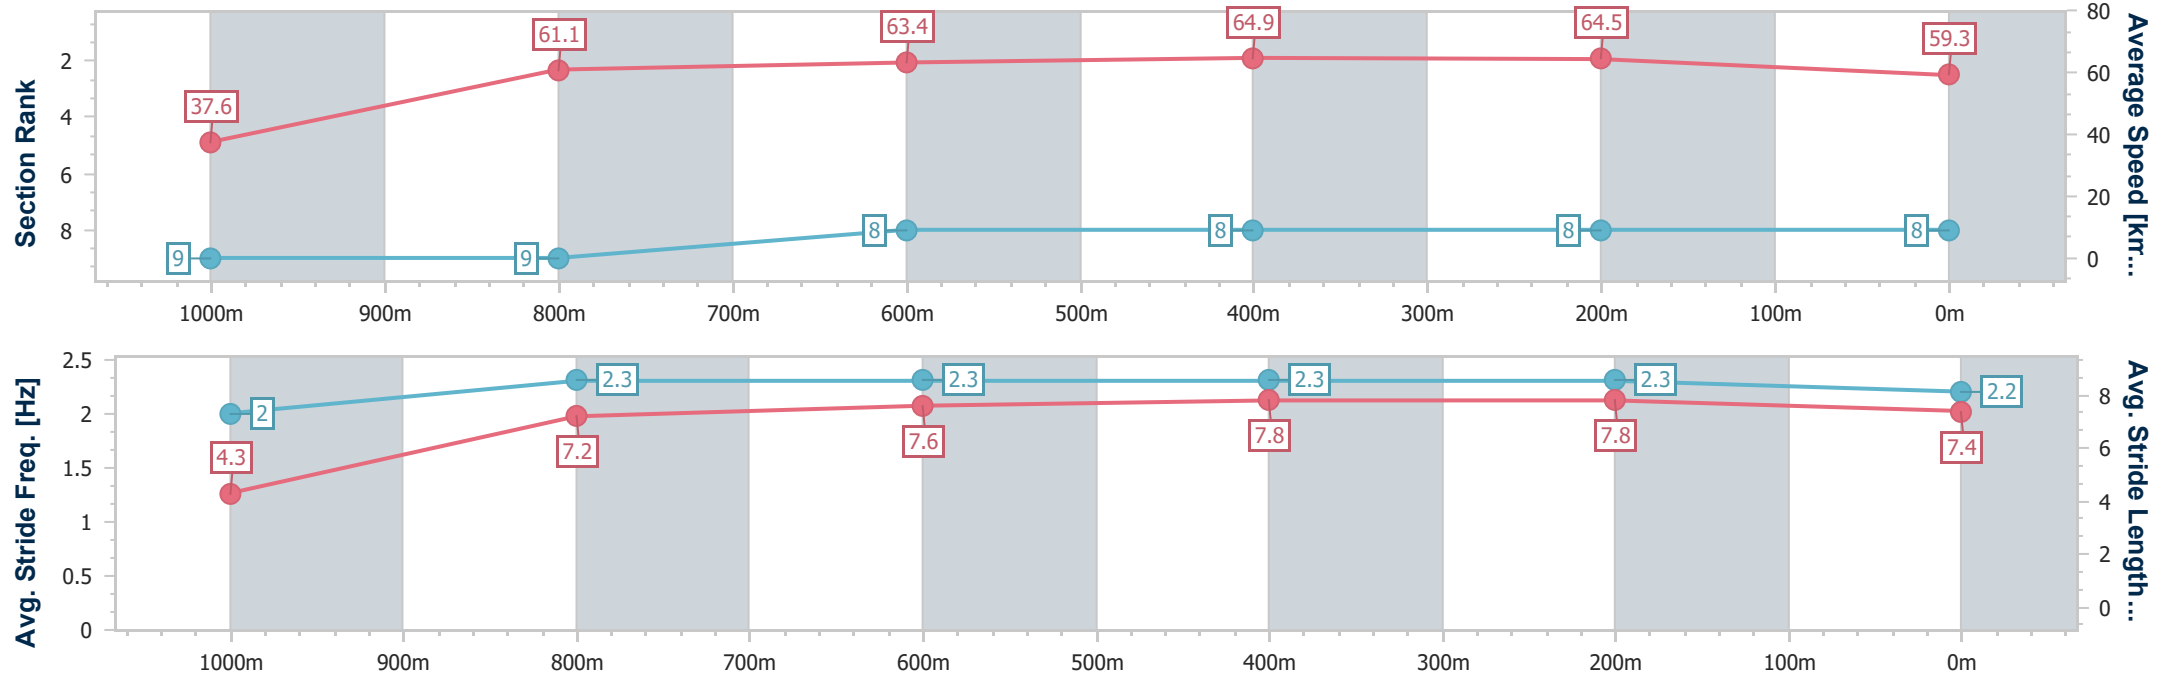 Section Rank
2
4
6
8
37.6
61.1
63.4
64.9
64.5
59.3
9
9
8
8
8
8
80
60
40
20
0
Average Speed [km...
1000m
900m
800m
700m
600m
500m
400m
300m
200m
100m
0m
Avg. Stride Freq. [Hz]
2.5
2
1.5
1
0.5
0
2
2.3
2.3
2.3
2.3
2.2
4.3
7.2
7.6
7.8
7.8
7.4
8
6
4
2
0
Avg. Stride Length...
1000m
900m
800m
700m
600m
500m
400m
300m
200m
100m
0m